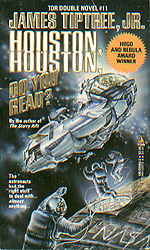 TOR DOUBLE NOVEL #11
JAMES TIPTREE, JR.
HOUSTON,
HOUSTON,
DO YOU
READ?
HUGO
AND NEBULA
AWARD
WINNER
By the author of
The Starry Rift
The
astronauts
had the
"right stuff"
to deal with
almost
anything...